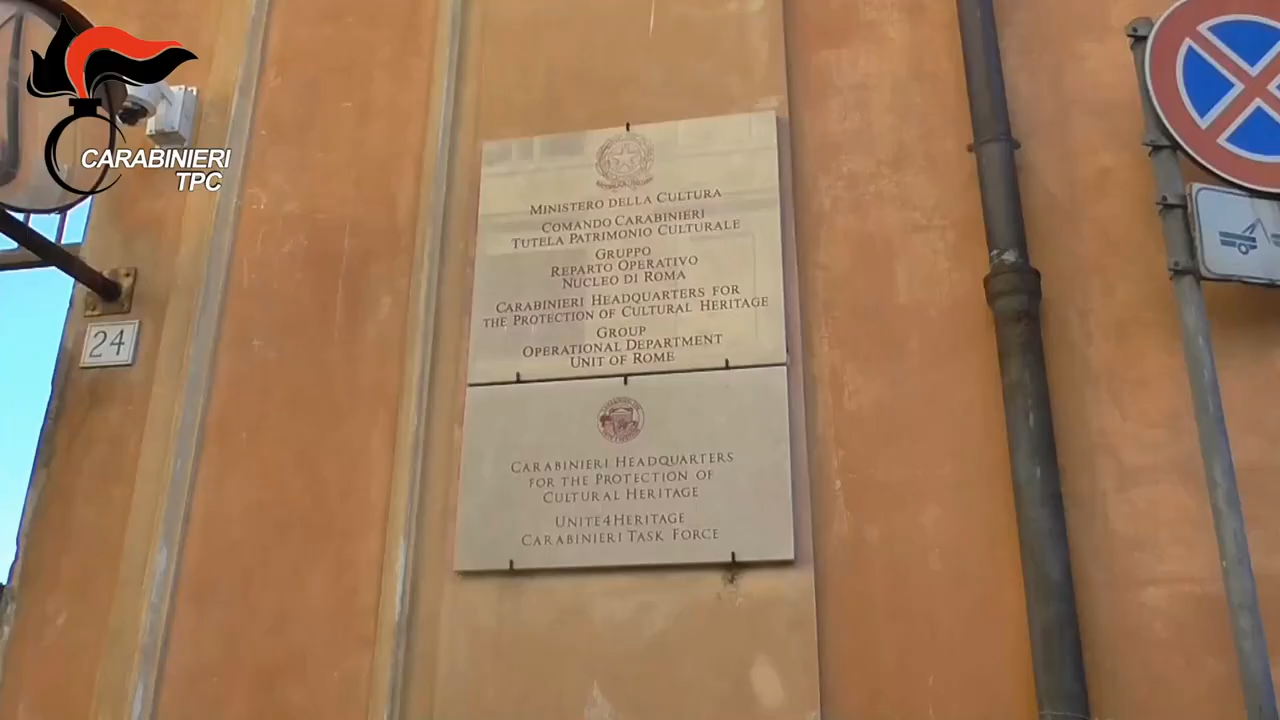 CARABINIERI
TPC
24
MINISTERO DELLA CULTURA
COMANDO CARABINIERI
TUTELA PATRIMONIO CULTURALE
GRUPPO
REPARTO OPERATIVO
NUCLEO DI ROMA
CARABINIERI HEADQUARTERS FOR
THE PROTECTION OF CULTURAL HERITAGE
GROUP
OPERATIONAL DEPARTMENT
UNIT OF ROME
CARABINIERI HEADQUARTERS
FOR THE PROTECTION OF
CULTURAL HERITAGE
UNITE4HERITAGE
CARABINIERI TASK FORCE